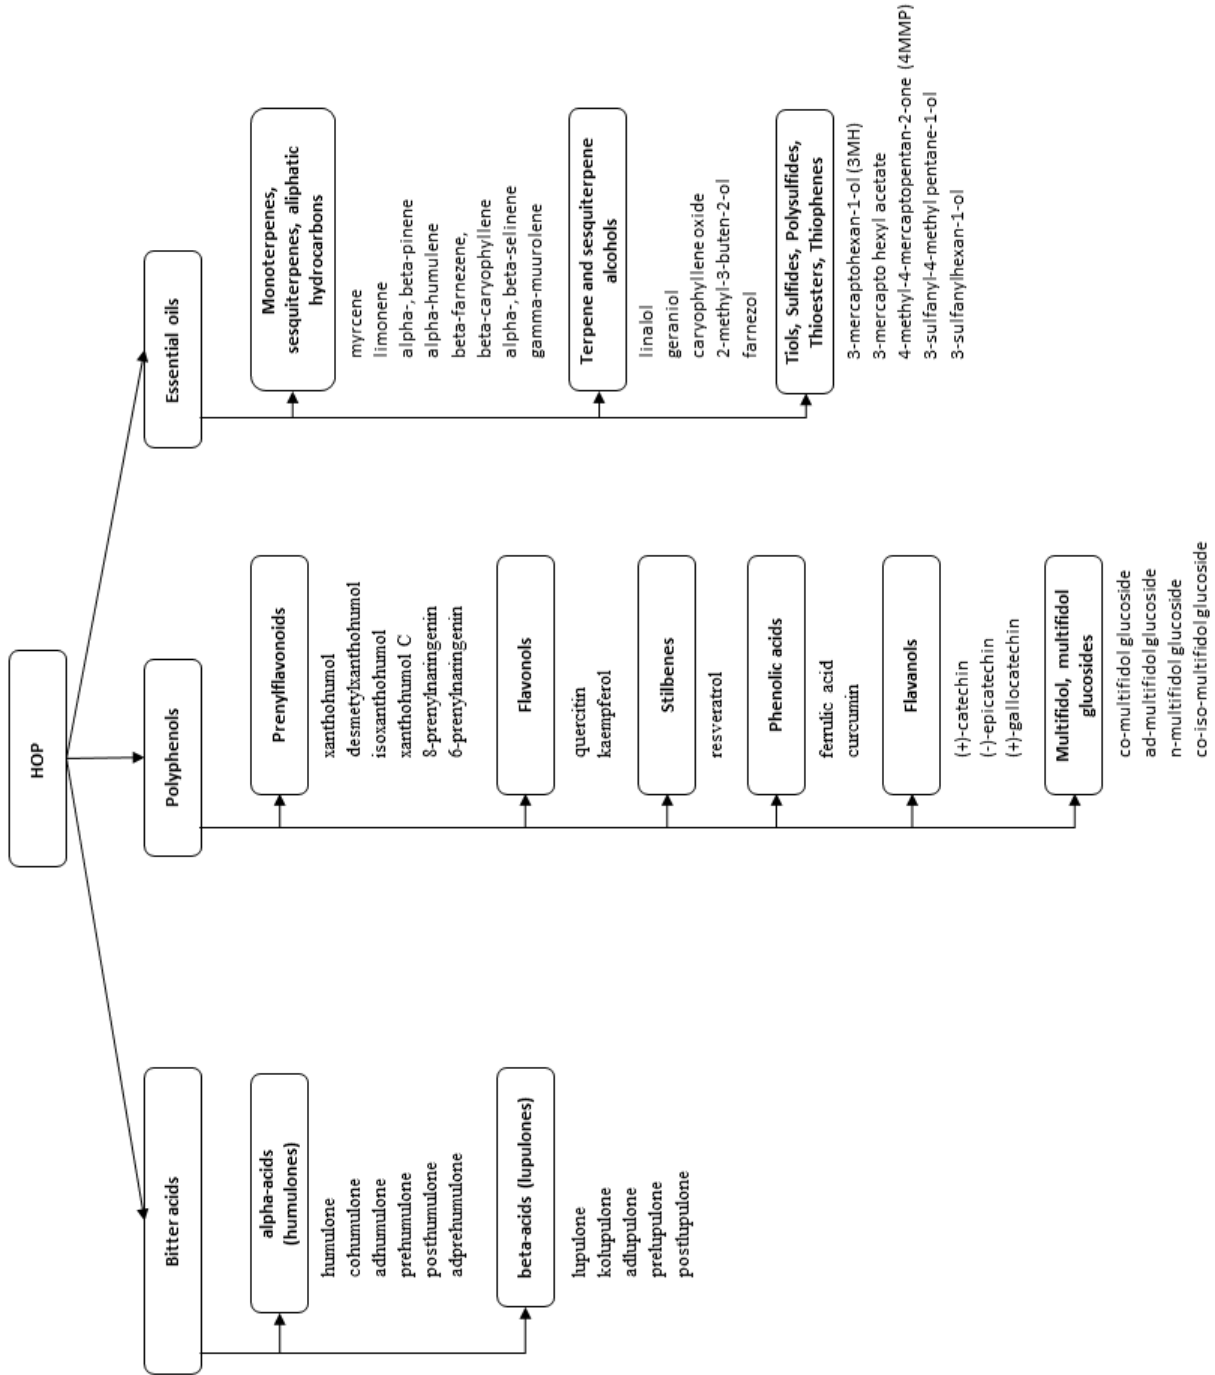 HOP
Bitter acids
alpha-acids
(humulones)
humulone
cohumulone
adhumulone
prehumulone
posthumulone
adprehumulone
beta-acids (lupulones)
lupulone
kolupulone
adlupulone
prelupulone
postlupulone
Polyphenols
Prenylflavonoids
xanthohumol
desmetylxanthohumol
isoxanthohumol
xanthohumol C
8-prenylnaringenin
6-prenylnaringenin
Flavonols
quercitin
kaempferol
Stilbenes
resveratrol
Phenolic acids
ferrulic acid
curcumin
Flavanols
(+)-catechin
(-)-epicatechin
(+)-gallocatechin
Multifidol, multifidol
glucosides
co-multifidol glucoside
ad-multifidol glucoside
n-multifidol glucoside
co-iso-multifidol glucoside
Essential oils
Monoterpenes,
sesquiterpenes, aliphatic
hydrocarbons
myrcene
limonene
alpha-, beta-pinene
alpha-humulene
beta-farnezene,
beta-caryophyllene
alpha-, beta-selinene
gamma-muurolene
Terpene and sesquiterpene
alcohols
linalol
geraniol
caryophyllene oxide
2-methyl-3-buten-2-ol
farnezol
Tiols, Sulfides, Polysulfides,
Thioesters, Thiophenes
3-mercaptohexan-1-ol (3MH)
3-mercapto hexyl acetate
4-methyl-4-mercaptopentan-2-one (4MMP)
3-sulfanyl-4-methyl pentane-1-ol
3-sulfanylhexan-1-ol